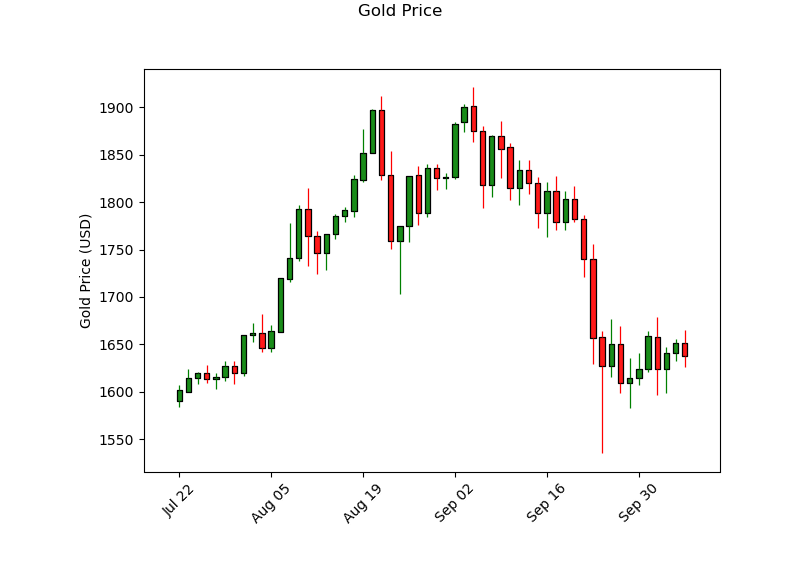 Gold Price
Gold Price (USD)
1900
1850
1800
1750
1700
1650
1600
1550
Jul 22
Aug 05
Aug 19
Sep 02
Sep 16
Sep 30